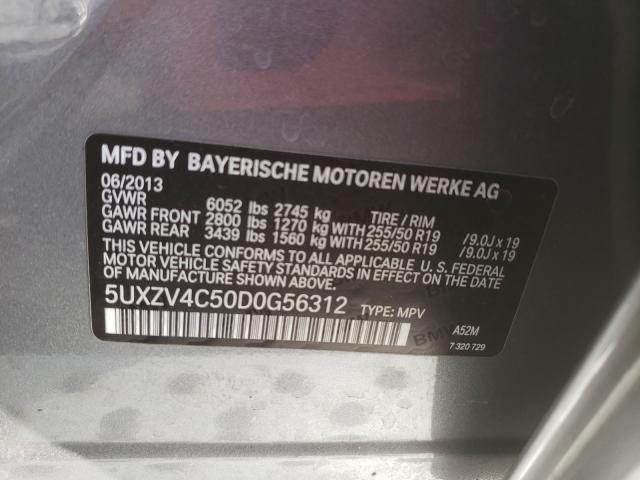 MFD BY BAYERISCHE MOTOREN WERKE AG
06/2013
GVWR 6052 lbs 2745 kg TIRE / RIM
GAWR FRONT 2800 lbs 1270 kg WITH 255/50 R19 /9.0J x 19
GAWR REAR 3439 lbs 1560 kg WITH 255/50 R19 /9.0J x 19
THIS VEHICLE CONFORMS TO ALL APPLICABLE U.S. FEDERAL
MOTOR VEHICLE SAFETY STANDARDS IN EFFECT ON THE DATE
OF MANUFACTURE SHOWN ABOVE.
5UXZV4C50D0G56312 TYPE: MPV
A52M
7 320 729